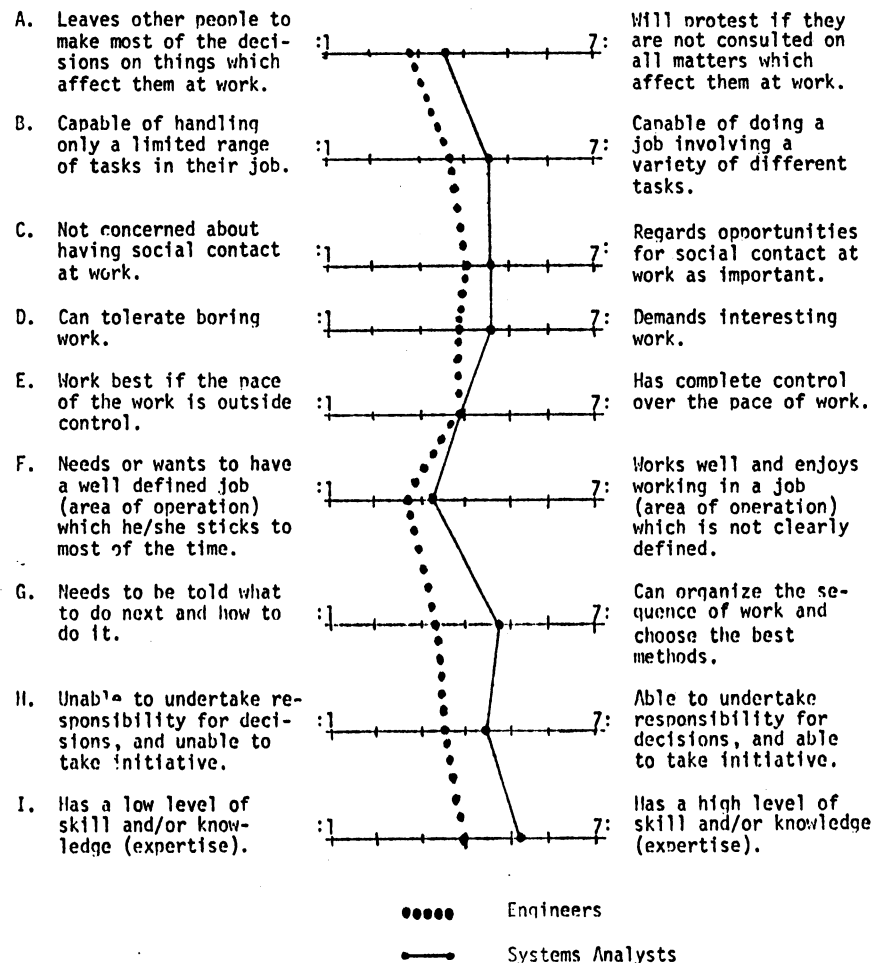 A. Leaves other people to
make most of the deci-
sions on things which
affect them at work.
:1
7:
Will protest if they
are not consulted on
all matters which
affect them at work.
B. Capable of handling
only a limited range
of tasks in their job.
:1
7:
Capable of doing a
job involving a
variety of different
tasks.
C. Not concerned about
having social contact
at work.
:1
7:
Regards opportunities
for social contact at
work as important.
D. Can tolerate boring
work.
:1
7:
Demands interesting
work.
E. Work best if the pace
of the work is outside
control.
:1
7:
Has complete control
over the pace of work.
F. Needs or wants to have
a well defined job
(area of operation)
which he/she sticks to
most of the time.
:1
7:
Works well and enjoys
working in a job
(area of operation)
which is not clearly
defined.
G. Needs to be told what
to do next and how to
do it.
:1
7:
Can organize the se-
quence of work and
choose the best
methods.
H. Unable to undertake re-
sponsibility for deci-
sions, and unable to
take initiative.
:1
7:
Able to undertake
responsibility for
decisions, and able
to take initiative.
I. Has a low level of
skill and/or know-
ledge (expertise).
:1
7:
Has a high level of
skill and/or knowledge
(expertise).
Engineers
Systems Analysts